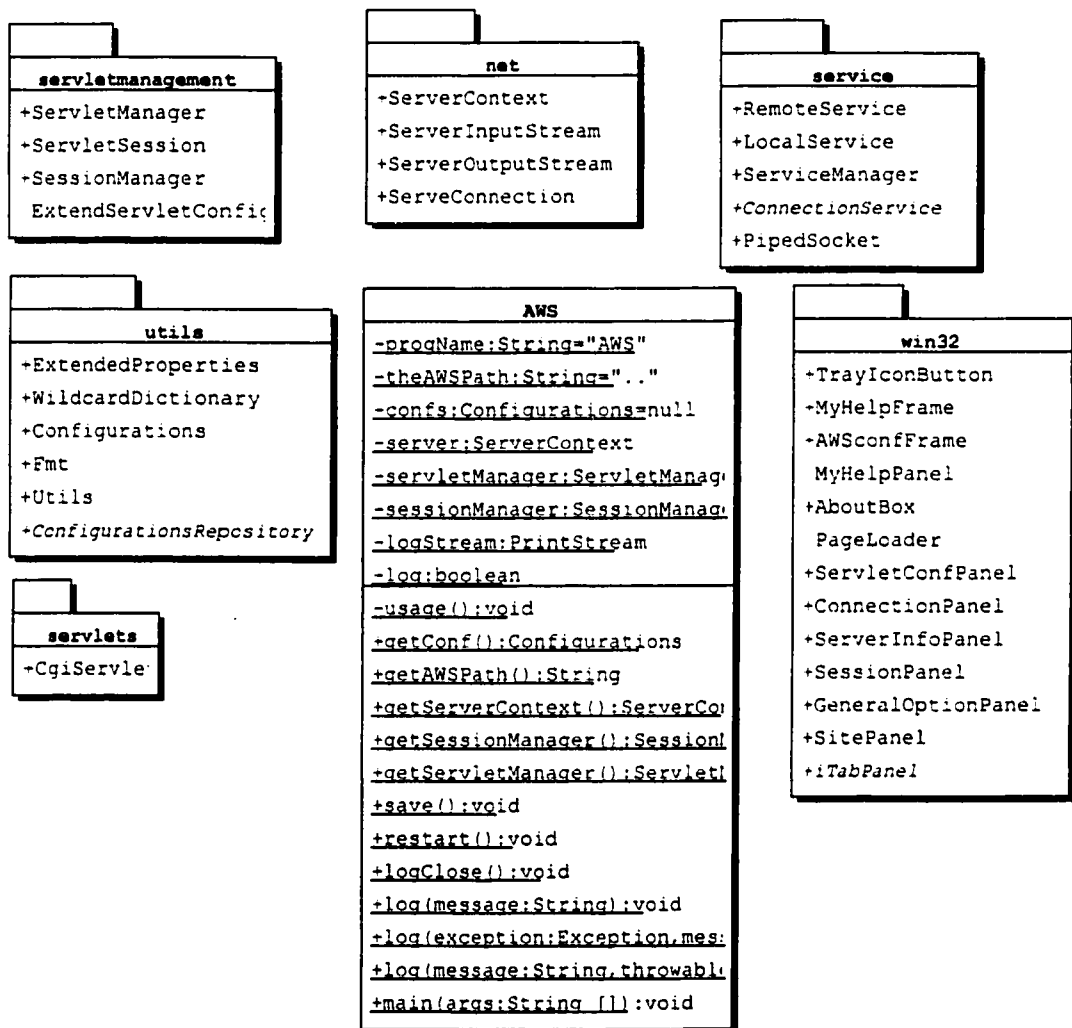 servletmanagement
+ServletManager
+ServletSession
+SessionManager
ExtendServletConfig
net
+ServerContext
+ServerInputStream
+ServerOutputStream
+ServeConnection
service
+RemoteService
+LocalService
+ServiceManager
+ConnectionService
+PipedSocket
utils
+ExtendedProperties
+WildcardDictionary
+Configurations
+Fmt
+Utils
+ConfigurationsRepository
servlets
+CgiServle
AWS
-progName:String="AWS"
-theAWSPath:String=".."
-confs:Configurations=null
-server:ServerContext
-servletManager:ServletManage
-sessionManager:SessionManag
-logStream:PrintStream
-log:boolean
-usage():void
+getConf():Configurations
+getAWSPath():String
+getServerContext():ServerCon
+getSessionManager():Session
+getServletManager():Servlet
+save():void
+restart():void
+logClose():void
+log(message:String):void
+log(exception:Exception,mes
+log(message:String,throwable
+main(args:String []):void
win32
+TrayIconButton
+MyHelpFrame
+AWSconfFrame
MyHelpPanel
+AboutBox
PageLoader
+ServletConfPanel
+ConnectionPanel
+ServerInfoPanel
+SessionPanel
+GeneralOptionPanel
+SitePanel
+iTabPanel